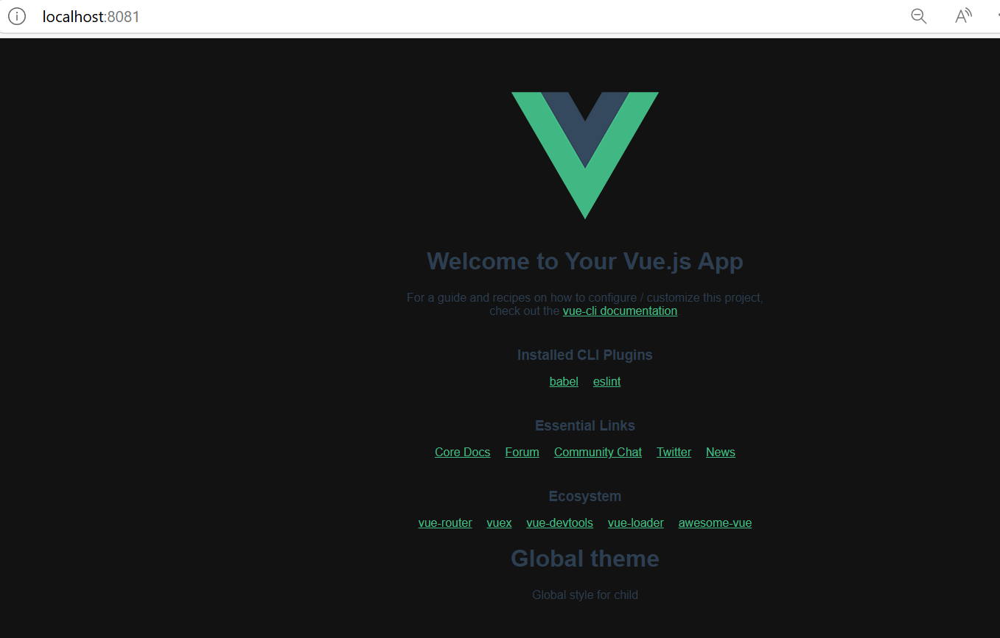 localhost:8081
Welcome to Your Vue.js App
For a guide and recipes on how to configure / customize this project,
check out the vue-cli documentation
Installed CLI Plugins
babel eslint
Essential Links
Core Docs Forum Community Chat Twitter News
Ecosystem
vue-router vuex vue-devtools vue-loader awesome-vue
Global theme
Global style for child